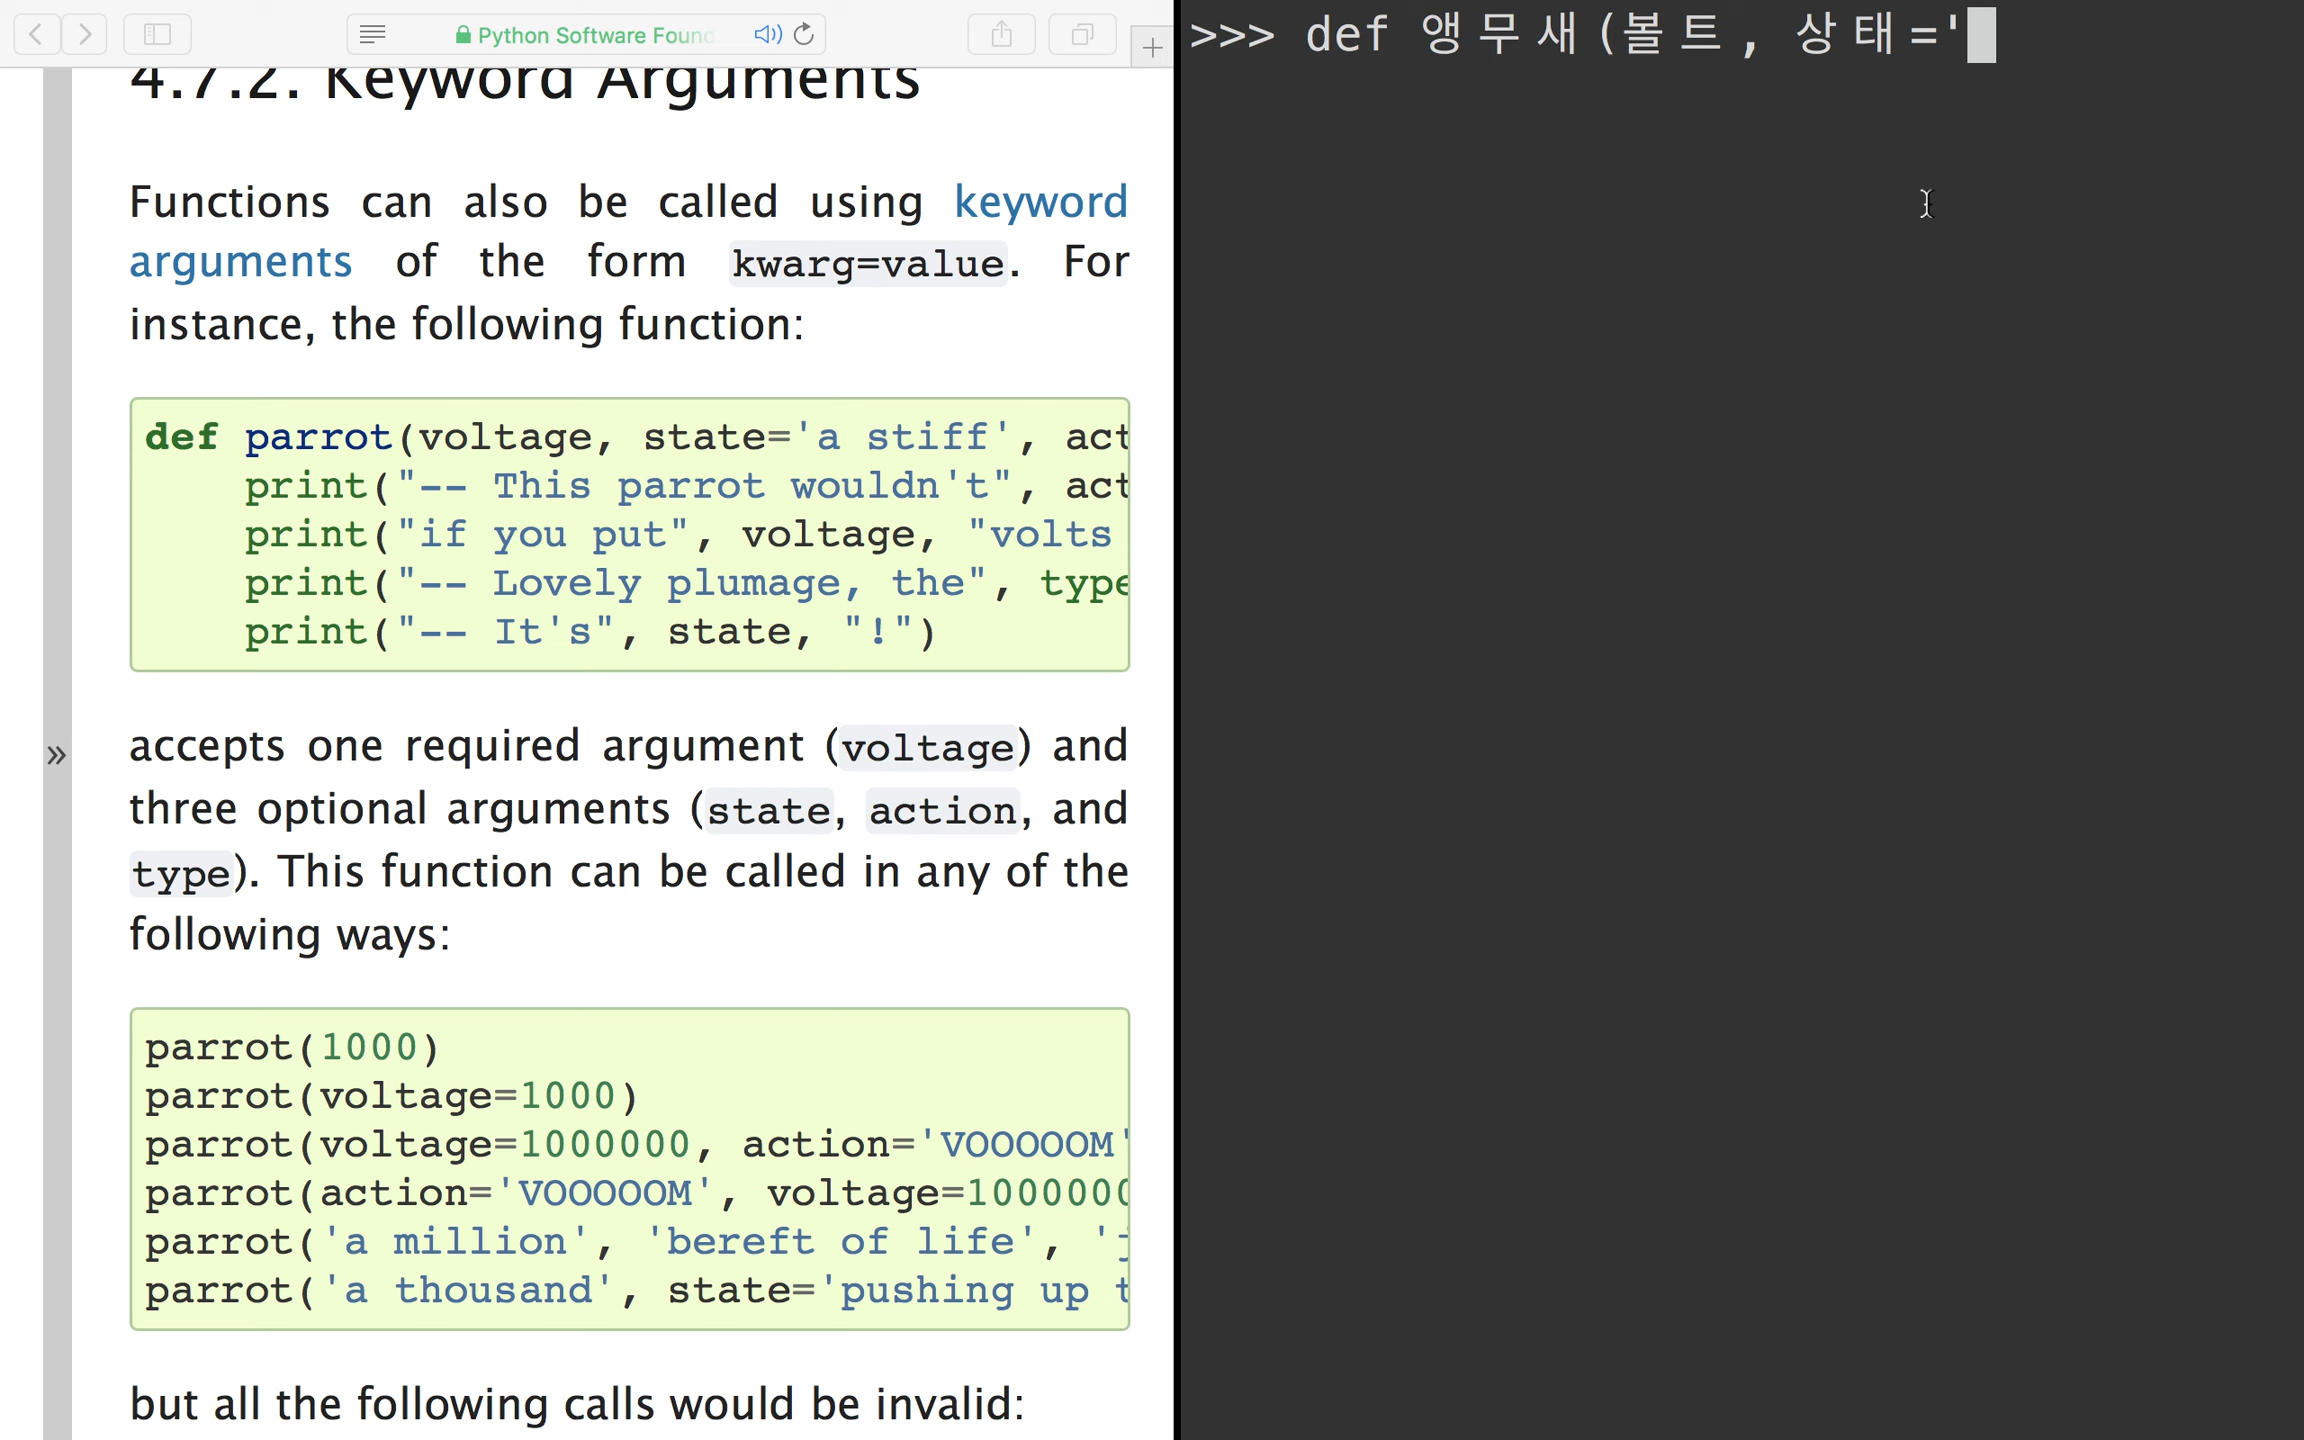 Python Software Found
4.7.2. Keyword Arguments
Functions can also be called using keyword
arguments of the form kwarg=value. For
instance, the following function:
def parrot(voltage, state='a stiff', act
print("-- This parrot wouldn't", act
print("if you put", voltage, "volts
print("-- Lovely plumage, the", type
print("-- It's", state, "!")
accepts one required argument (voltage) and
three optional arguments (state, action, and
type). This function can be called in any of the
following ways:
parrot(1000)
parrot(voltage=1000)
parrot(voltage=1000000, action='VOOOOOM'
parrot(action='VOOOOOM', voltage=1000000
parrot('a million', 'bereft of life', 'j
parrot('a thousand', state='pushing up t
but all the following calls would be invalid:
>>> def 앵무새(볼트, 상태='